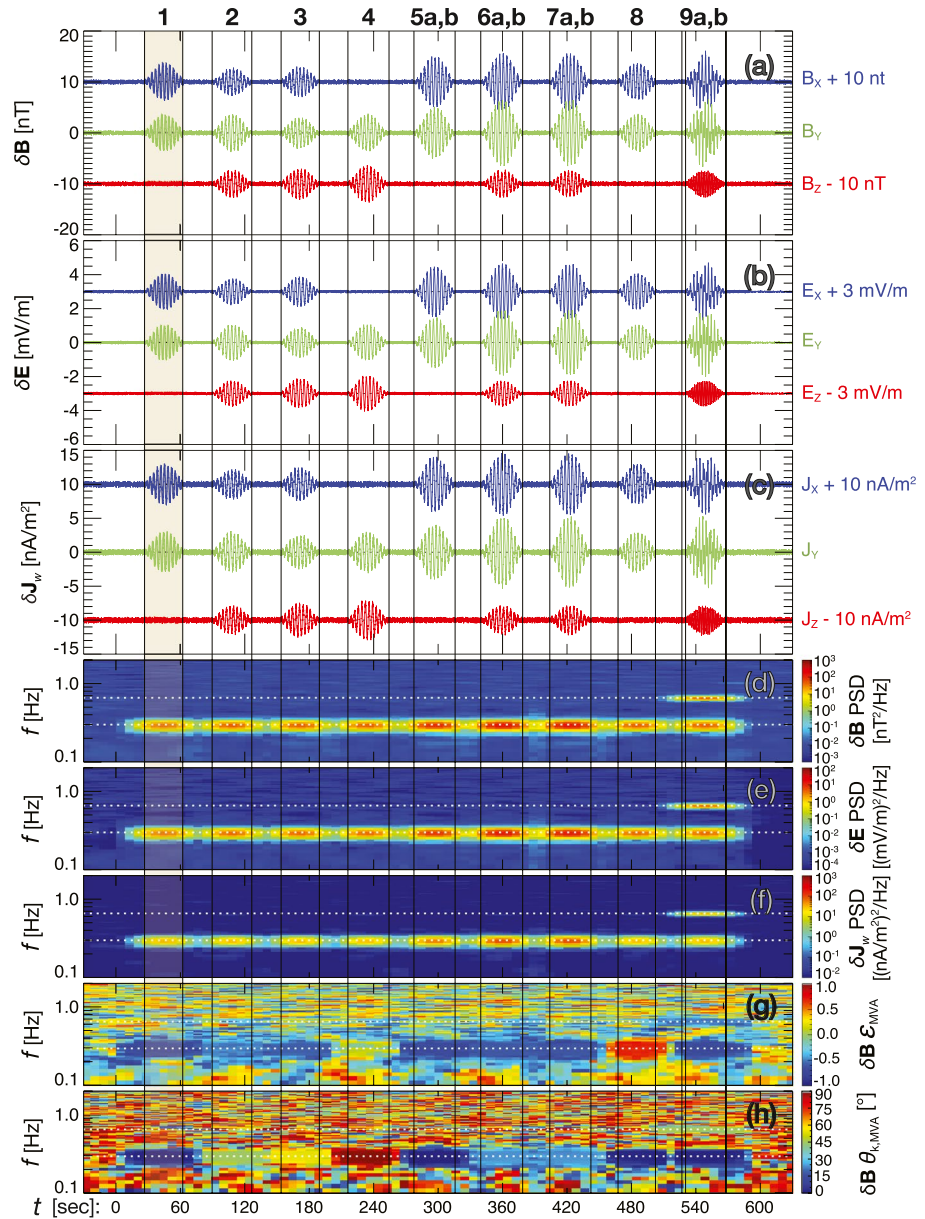 1 2 3 4 5a,b 6a,b 7a,b 8 9a,b
20
10
0
-10
-20
δB [nT]
(a)
B_X + 10 nt
B_Y
B_Z - 10 nT
6
4
2
0
-2
-4
-6
δE [mV/m]
(b)
E_X + 3 mV/m
E_Y
E_Z - 3 mV/m
15
10
5
0
-5
-10
-15
δJ_w [nA/m²]
(c)
J_X + 10 nA/m²
J_Y
J_Z - 10 nA/m²
1.0
0.1
f [Hz]
(d)
10³
10²
10¹
10⁰
10⁻¹
10⁻²
10⁻³
δB PSD
[nT²/Hz]
1.0
0.1
f [Hz]
(e)
10²
10¹
10⁰
10⁻¹
10⁻²
10⁻³
10⁻⁴
δE PSD
[(mV/m)²/Hz]
1.0
0.1
f [Hz]
(f)
10³
10²
10¹
10⁰
10⁻¹
10⁻²
δJ_w PSD
[(nA/m²)²/Hz]
1.0
0.1
f [Hz]
(g)
1.0
0.5
0.0
-0.5
-1.0
δB ε_MVA
1.0
0.1
f [Hz]
(h)
90
75
60
45
30
15
0
δB θ_k,MVA [°]
t [sec]: 0 60 120 180 240 300 360 420 480 540 600